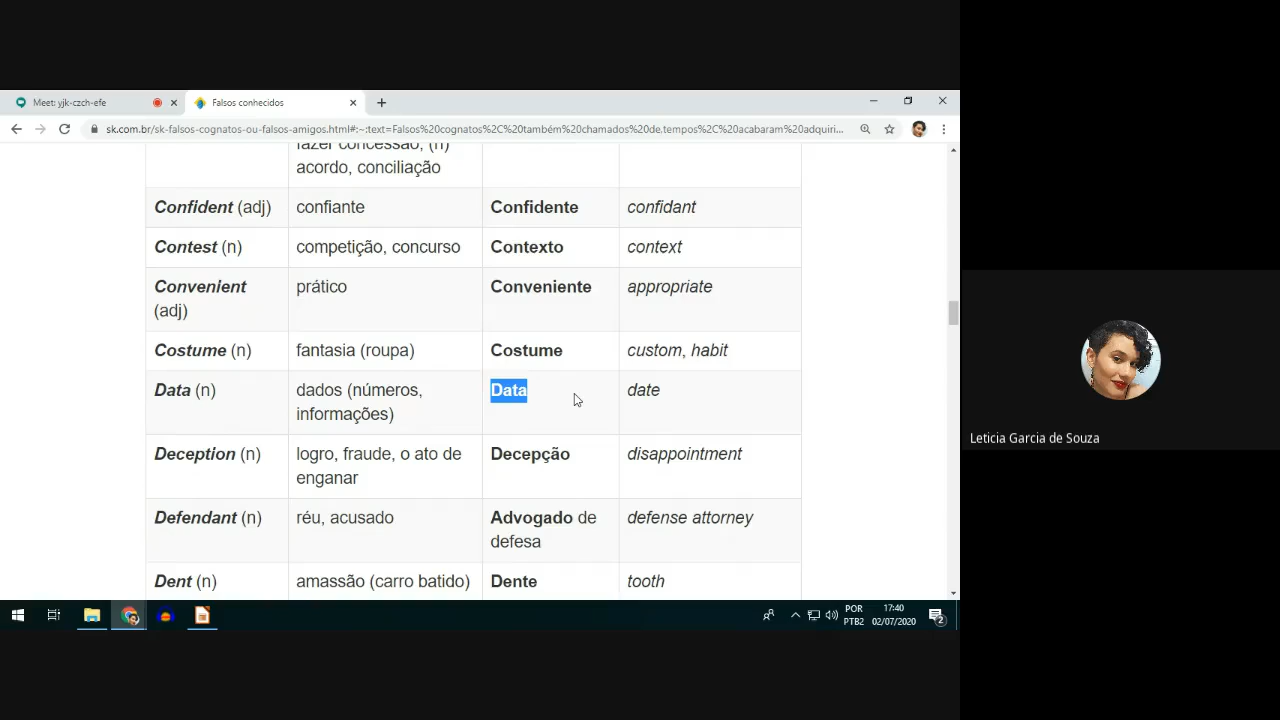 Meet: yjk-czch-efe
Falsos conhecidos
sk.com.br/sk-falsos-cognatos-ou-falsos-amigos.html#:~:text=Falsos%20cognatos%2C%20também%20chamados%20de.tempos%2C%20acabaram%20adquiri...
fazer concessão; (n)
acordo, conciliação
Confident (adj) confiante Confidente confidant
Contest (n) competição, concurso Contexto context
Convenient (adj) prático Conveniente appropriate
Costume (n) fantasia (roupa) Costume custom, habit
Data (n) dados (números, informações) Data date
Deception (n) logro, fraude, o ato de enganar Decepção disappointment
Defendant (n) réu, acusado Advogado de defesa defense attorney
Dent (n) amassão (carro batido) Dente tooth
Leticia Garcia de Souza
POR 17:40
PTB2 02/07/2020 2